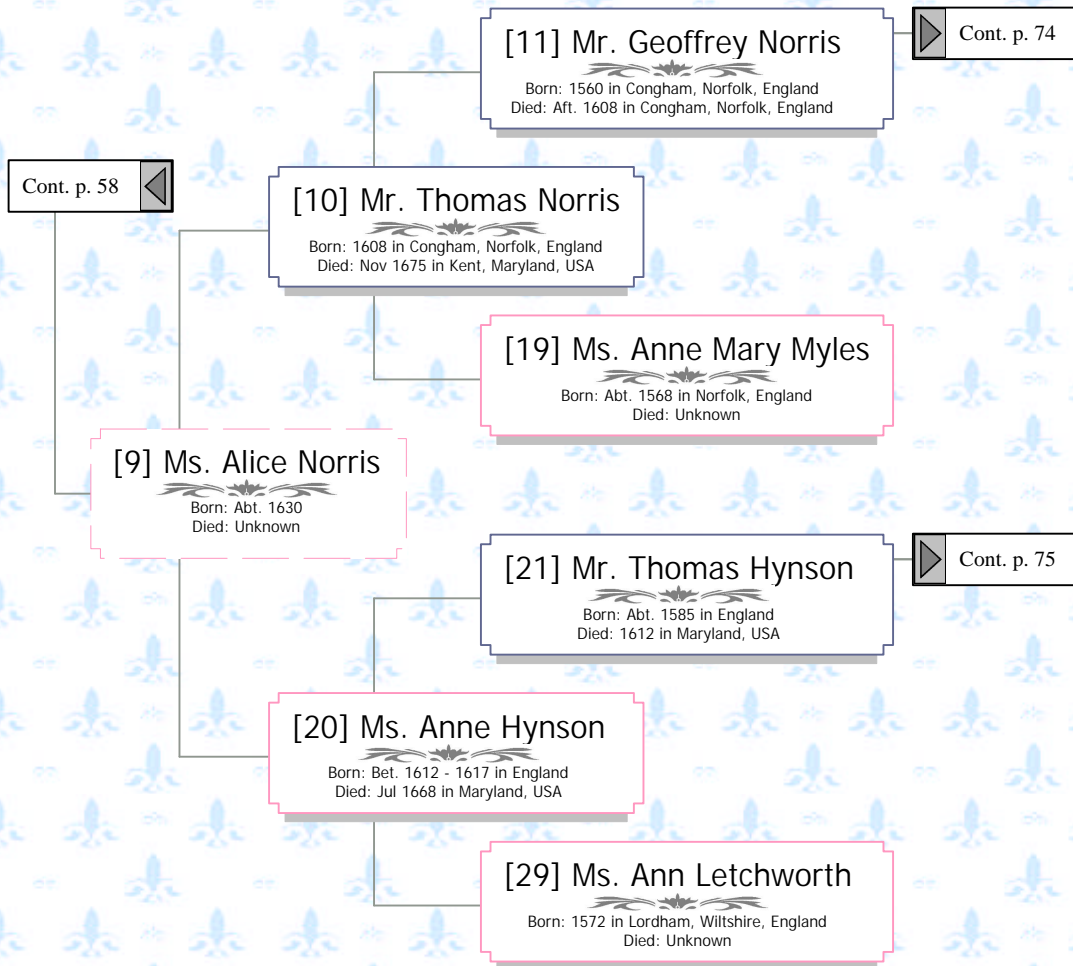 [11] Mr. Geoffrey Norris
Born: 1560 in Congham, Norfolk, England
Died: Aft. 1608 in Congham, Norfolk, England
Cont. p. 74
Cont. p. 58
[10] Mr. Thomas Norris
Born: 1608 in Congham, Norfolk, England
Died: Nov 1675 in Kent, Maryland, USA
[19] Ms. Anne Mary Myles
Born: Abt. 1568 in Norfolk, England
Died: Unknown
[9] Ms. Alice Norris
Born: Abt. 1630
Died: Unknown
[21] Mr. Thomas Hynson
Born: Abt. 1585 in England
Died: 1612 in Maryland, USA
Cont. p. 75
[20] Ms. Anne Hynson
Born: Bet. 1612 - 1617 in England
Died: Jul 1668 in Maryland, USA
[29] Ms. Ann Letchworth
Born: 1572 in Lordham, Wiltshire, England
Died: Unknown